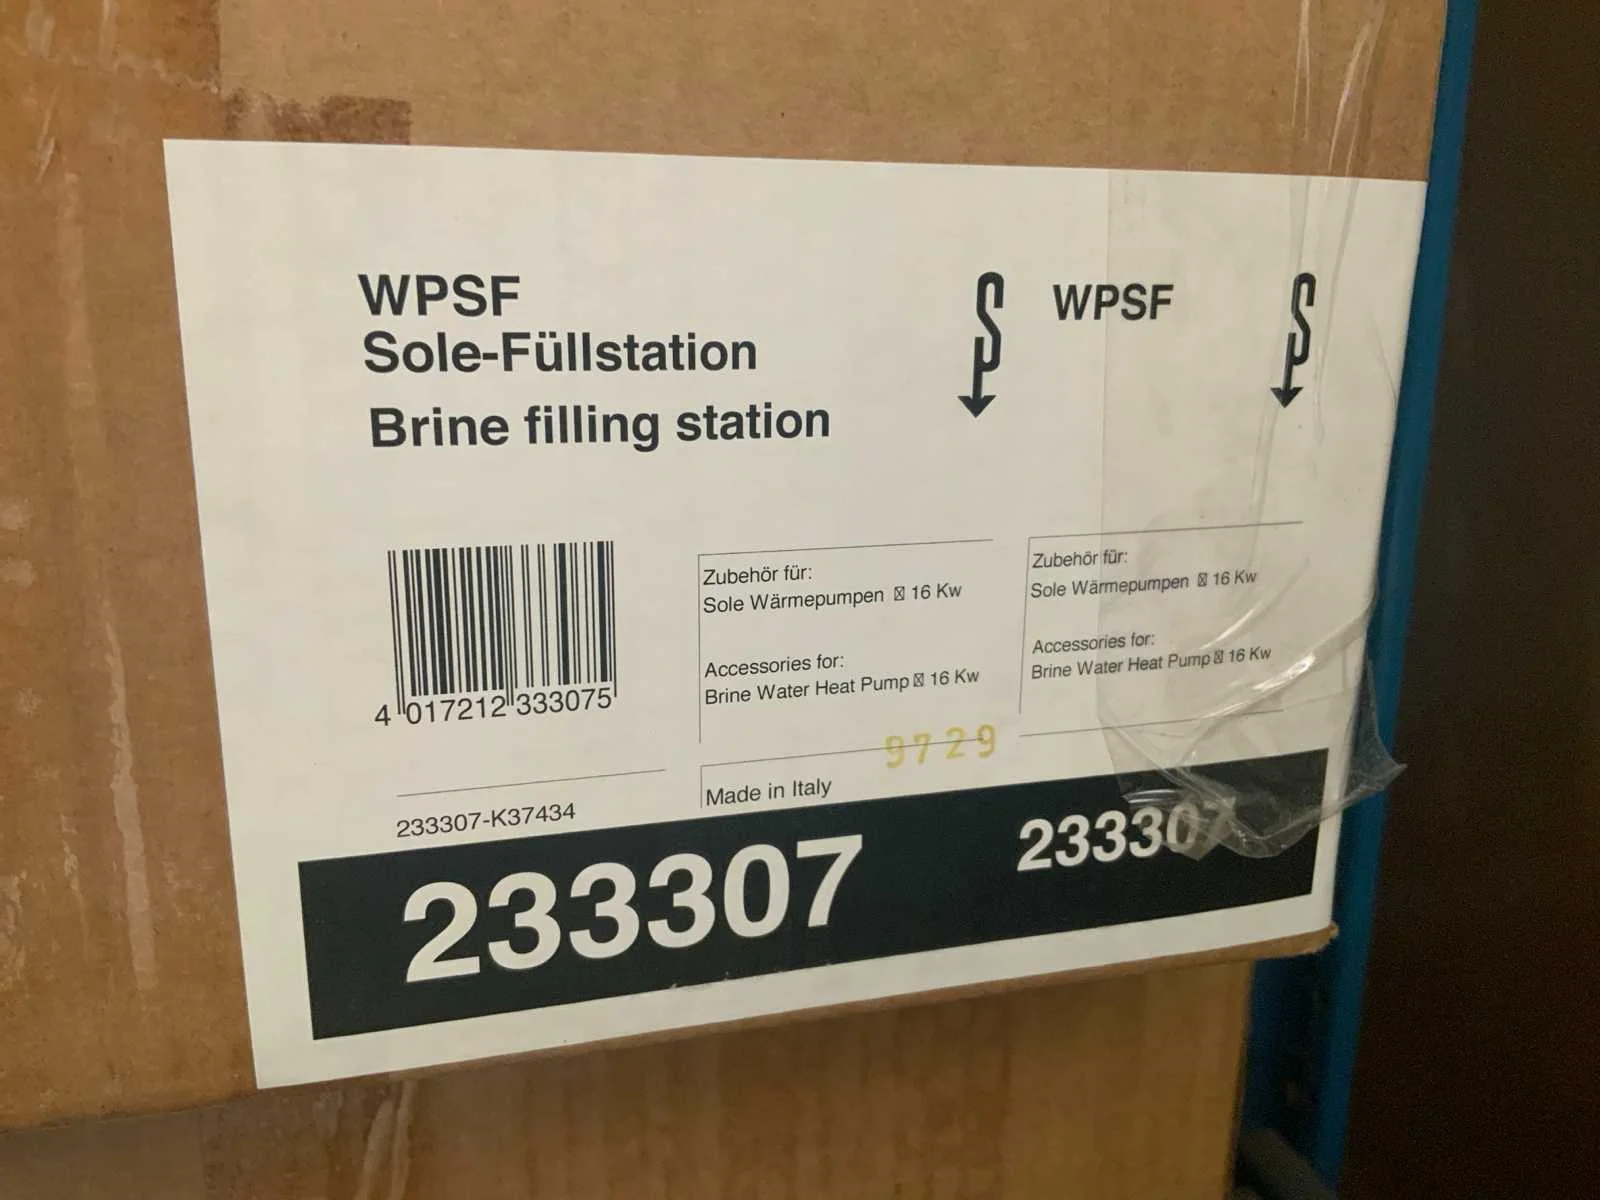 WPSF
Sole-Füllstation
Brine filling station
WPSF
4 017212 333075
Zubehör für:
Sole Wärmepumpen ☒ 16 Kw
Accessories for:
Brine Water Heat Pump ☒ 16 Kw
Zubehör für:
Sole Wärmepumpen ☒ 16 Kw
Accessories for:
Brine Water Heat Pump ☒ 16 Kw
9729
Made in Italy
233307-K37434
233307
233307